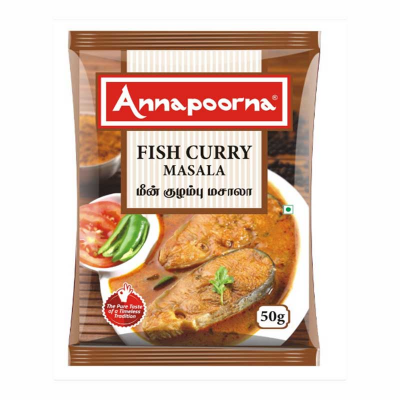 Annapoorna®
FISH CURRY
MASALA
மீன் குழம்பு மசாலா
The Pure Taste
of a Timeless
Tradition
50g